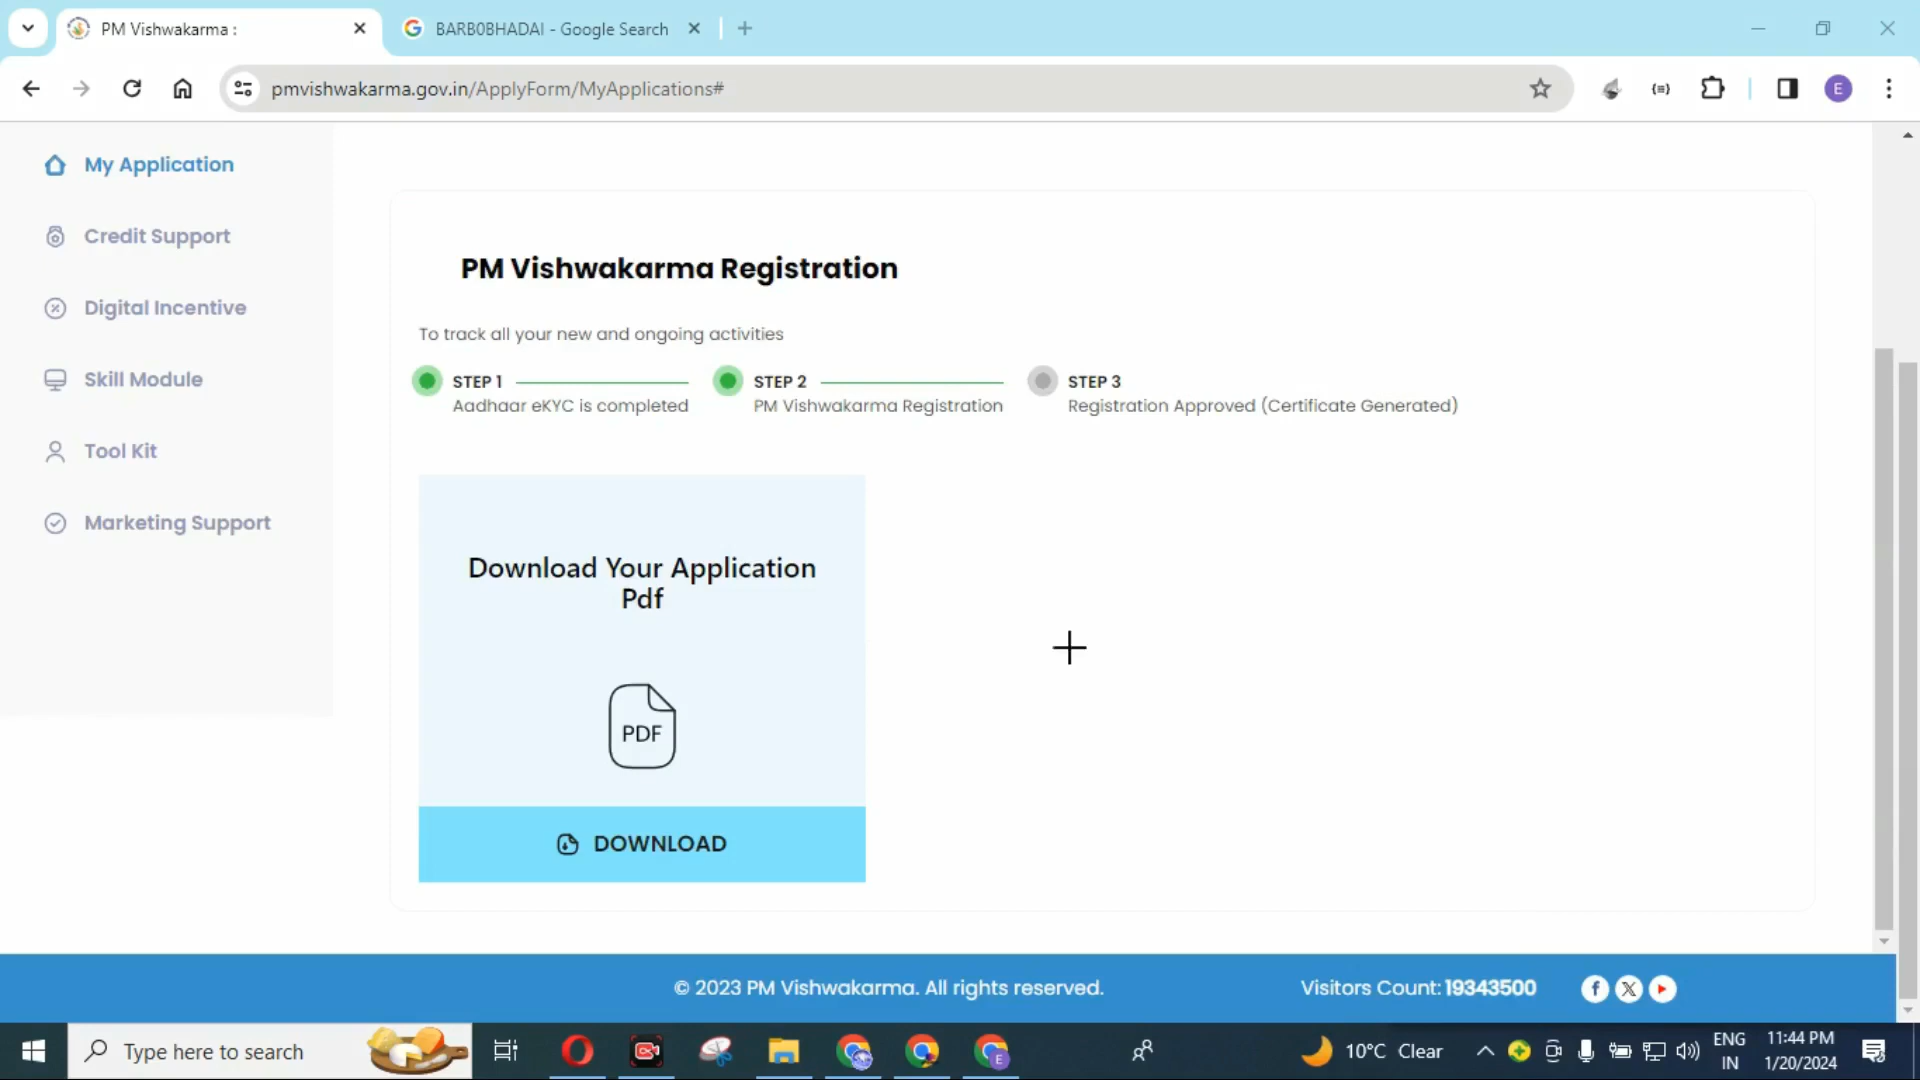 PM Vishwakarma :
BARB0BHADAI - Google Search
pmvishwakarma.gov.in/ApplyForm/MyApplications#
E
My Application
Credit Support
Digital Incentive
Skill Module
Tool Kit
Marketing Support
PM Vishwakarma Registration
To track all your new and ongoing activities
STEP 1
Aadhaar eKYC is completed
STEP 2
PM Vishwakarma Registration
STEP 3
Registration Approved (Certificate Generated)
Download Your Application
Pdf
PDF
DOWNLOAD
© 2023 PM Vishwakarma. All rights reserved.
Visitors Count: 19343500
Type here to search
E
10°C Clear
ENG
IN
11:44 PM
1/20/2024